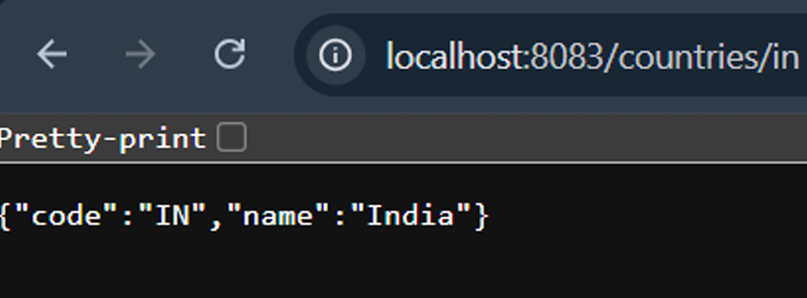 localhost:8083/countries/in
Pretty-print
{"code":"IN","name":"India"}